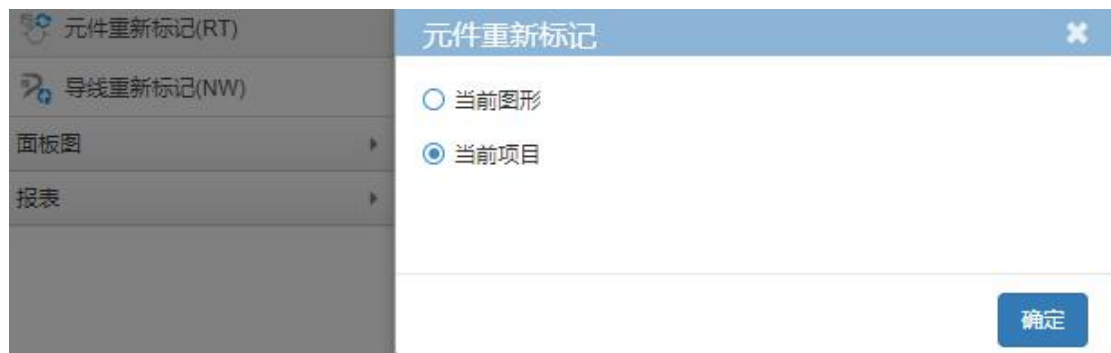 元件重新标记(RT)
导线重新标记(NW)
面板图
报表
元件重新标记
当前图形
当前项目
确定